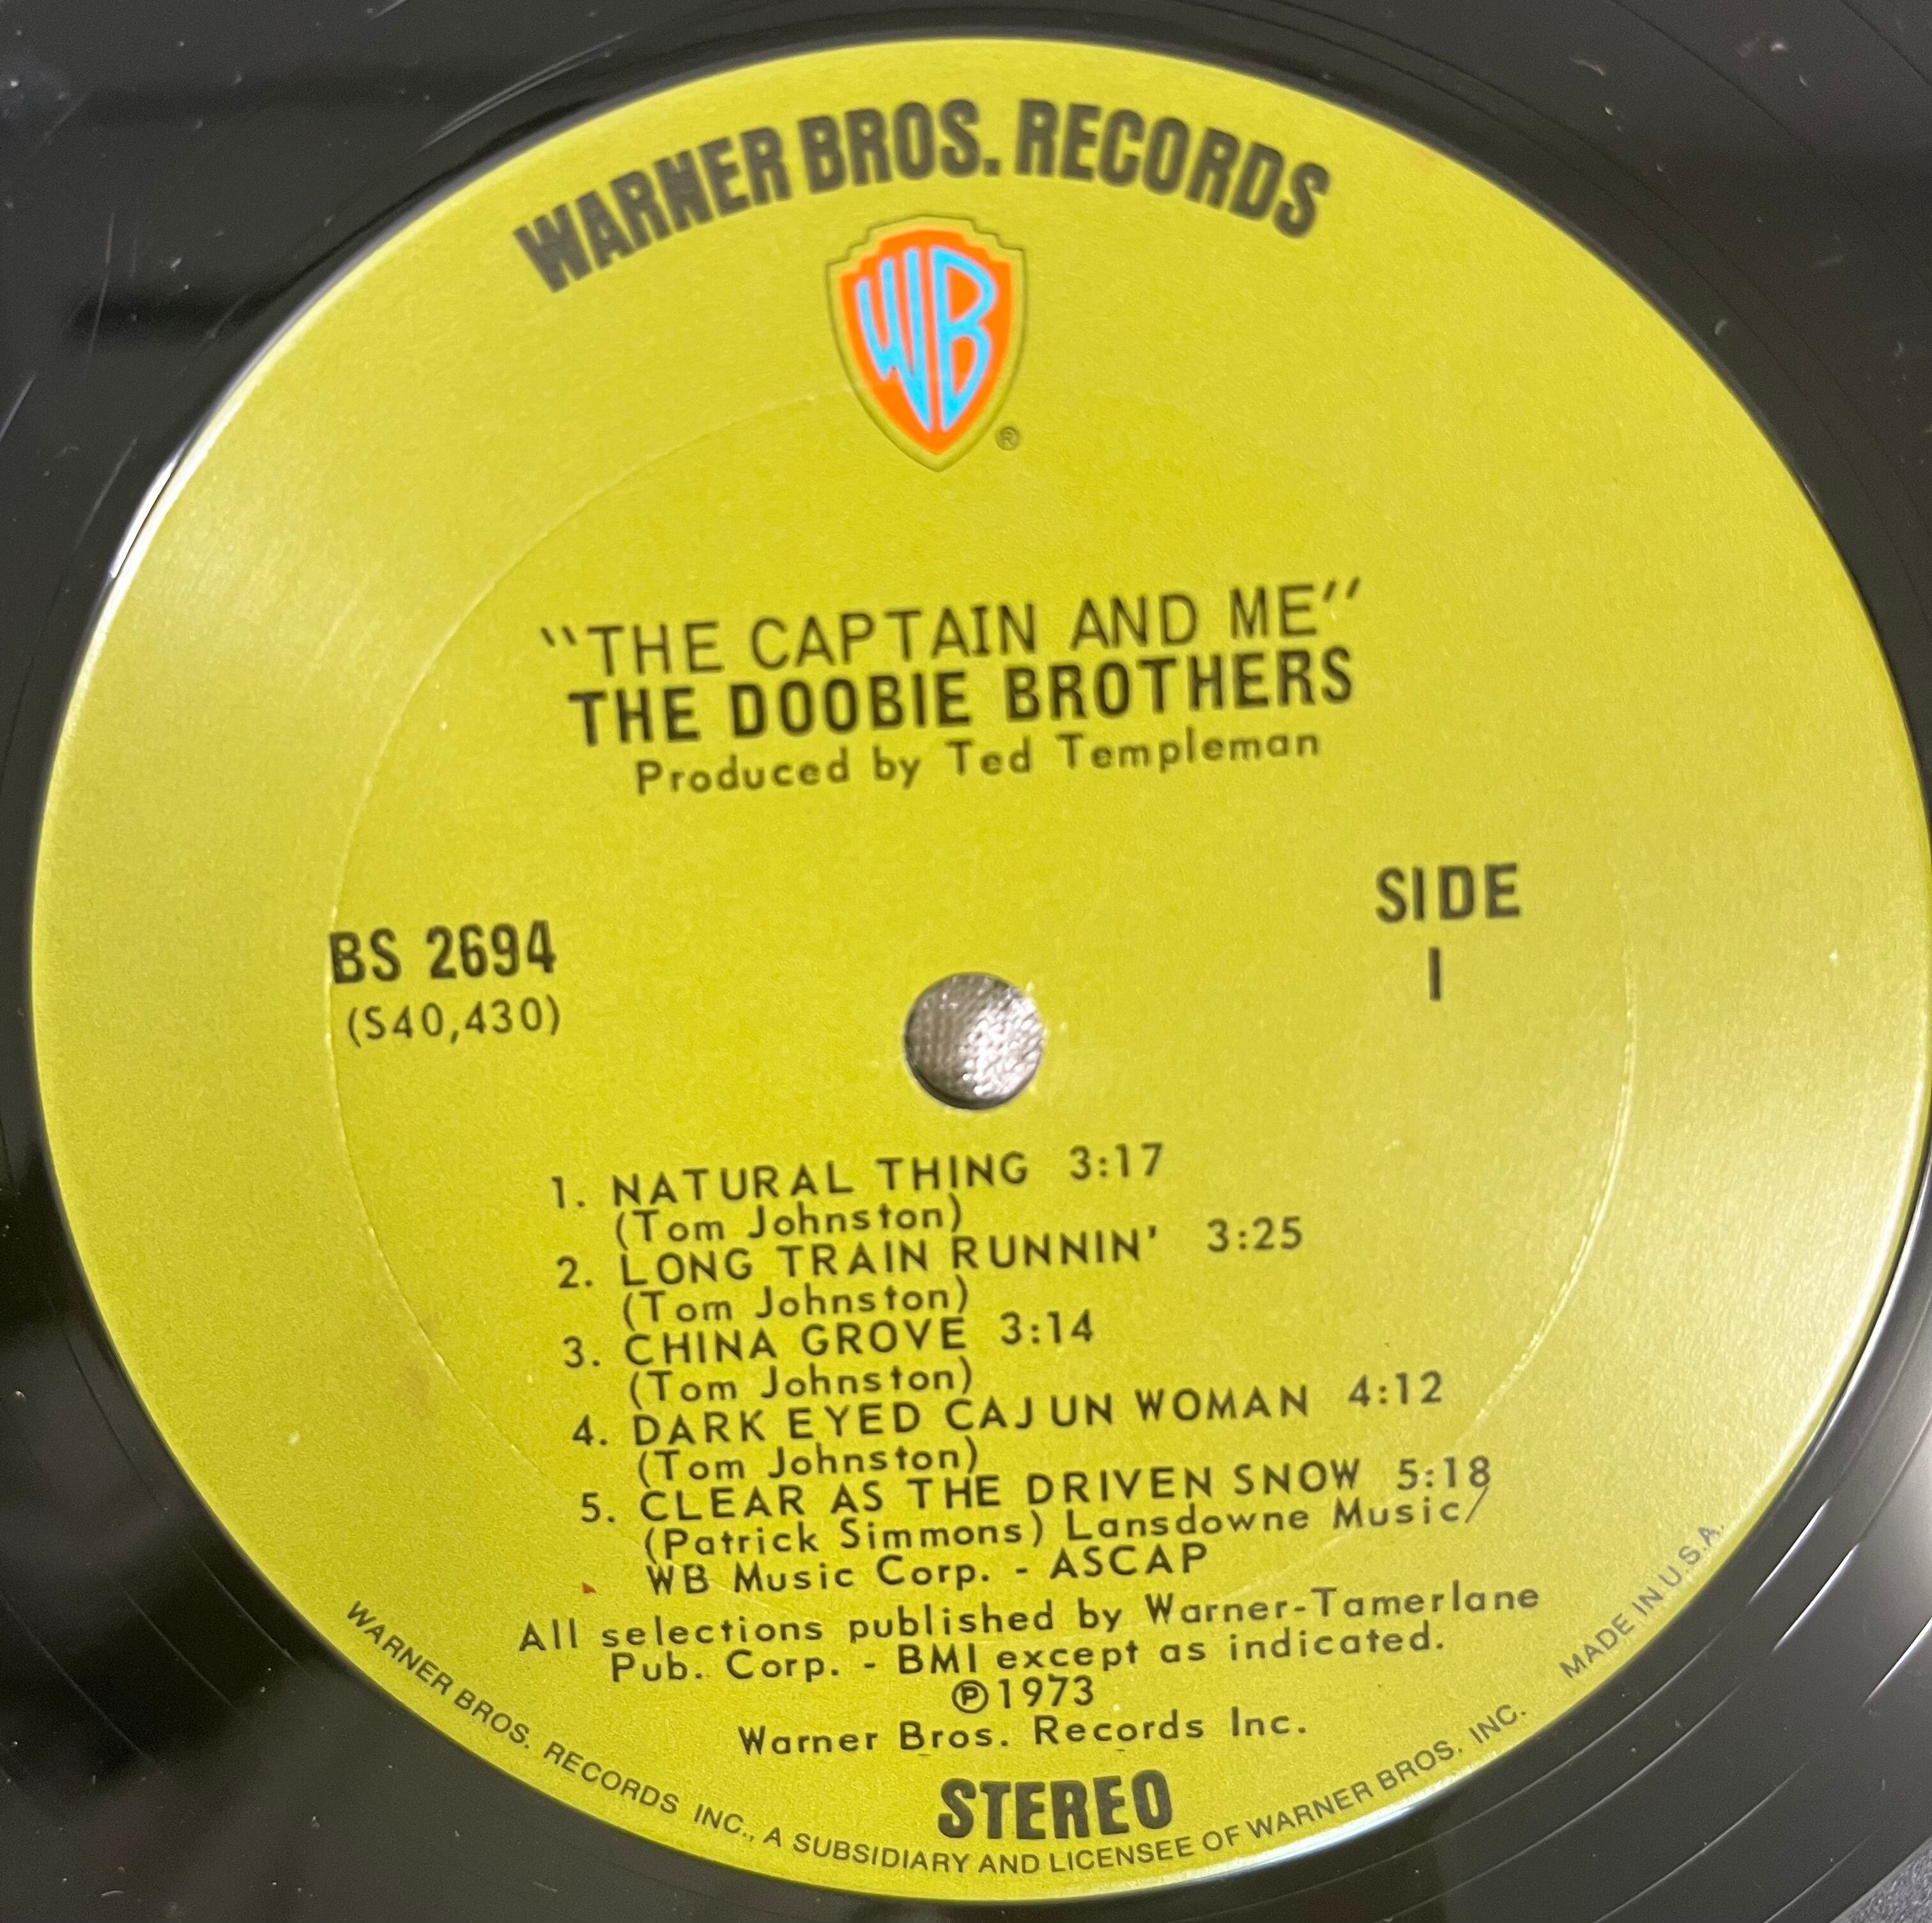 WARNER BROS. RECORDS
WB
®
"THE CAPTAIN AND ME"
THE DOOBIE BROTHERS
Produced by Ted Templeman
SIDE
1
BS 2694
(S40,430)
1. NATURAL THING 3:17
(Tom Johnston)
2. LONG TRAIN RUNNIN' 3:25
(Tom Johnston)
3. CHINA GROVE 3:14
(Tom Johnston)
4. DARK EYED CAJUN WOMAN 4:12
(Tom Johnston)
5. CLEAR AS THE DRIVEN SNOW 5:18
(Patrick Simmons) Lansdowne Music/
WB Music Corp. - ASCAP
All selections published by Warner-Tamerlane
Pub. Corp. - BMI except as indicated.
℗1973
Warner Bros. Records Inc.
STEREO
WARNER BROS. RECORDS INC., A SUBSIDIARY AND LICENSEE OF WARNER BROS. INC. MADE IN U.S.A.